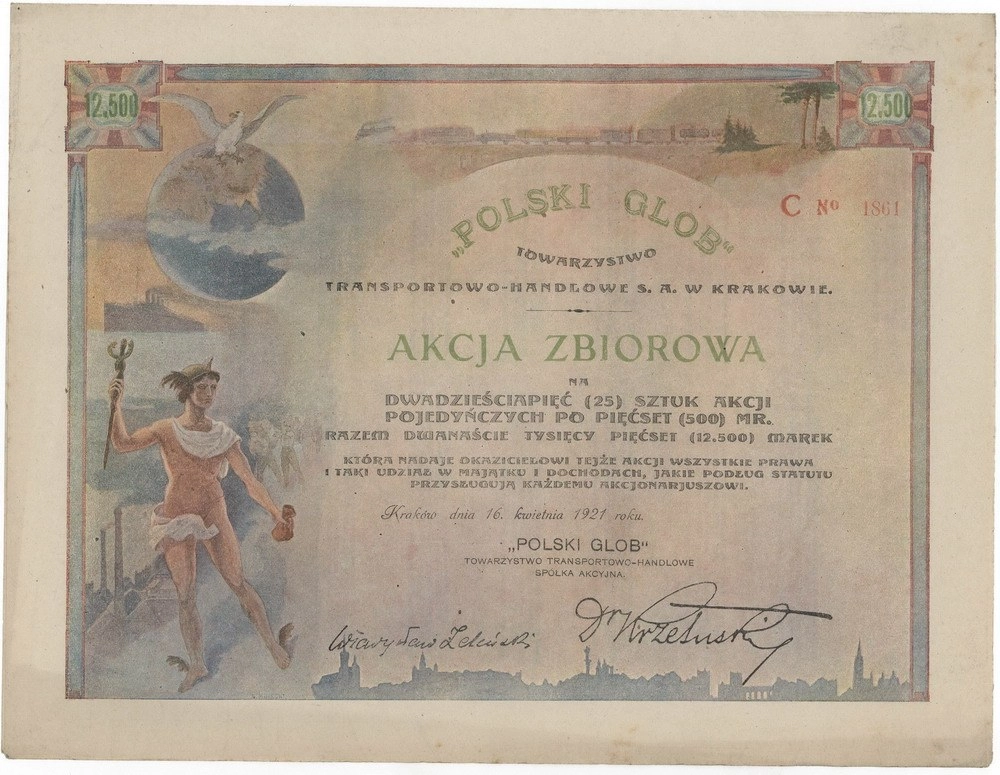 12.500
12.500
C No 1861
„POLSKI GLOB“
TOWARZYSTWO
TRANSPORTOWO-HANDLOWE S. A. W KRAKOWIE.
AKCJA ZBIOROWA
NA
DWADZIEŚCIAPIĘĆ (25) SZTUK AKCJI
POJEDYŃCZYCH PO PIĘĆSET (500) MR.
RAZEM DWANAŚCIE TYSIĘCY PIĘĆSET (12.500) MAREK
KTÓRA NADAJE OKAZICIELOWI TEJŻE AKCJI WSZYSTKIE PRAWA
I TAKI UDZIAŁ W MAJĄTKU I DOCHODACH, JAKIE PODŁUG STATUTU
PRZYSŁUGUJĄ KAŻDEMU AKCJONARJUSZOWI.
Kraków dnia 16. kwietnia 1921 roku.
„POLSKI GLOB“
TOWARZYSTWO TRANSPORTOWO-HANDLOWE
SPÓŁKA AKCYJNA.
Władysław Żeleński Dr Krzetuski